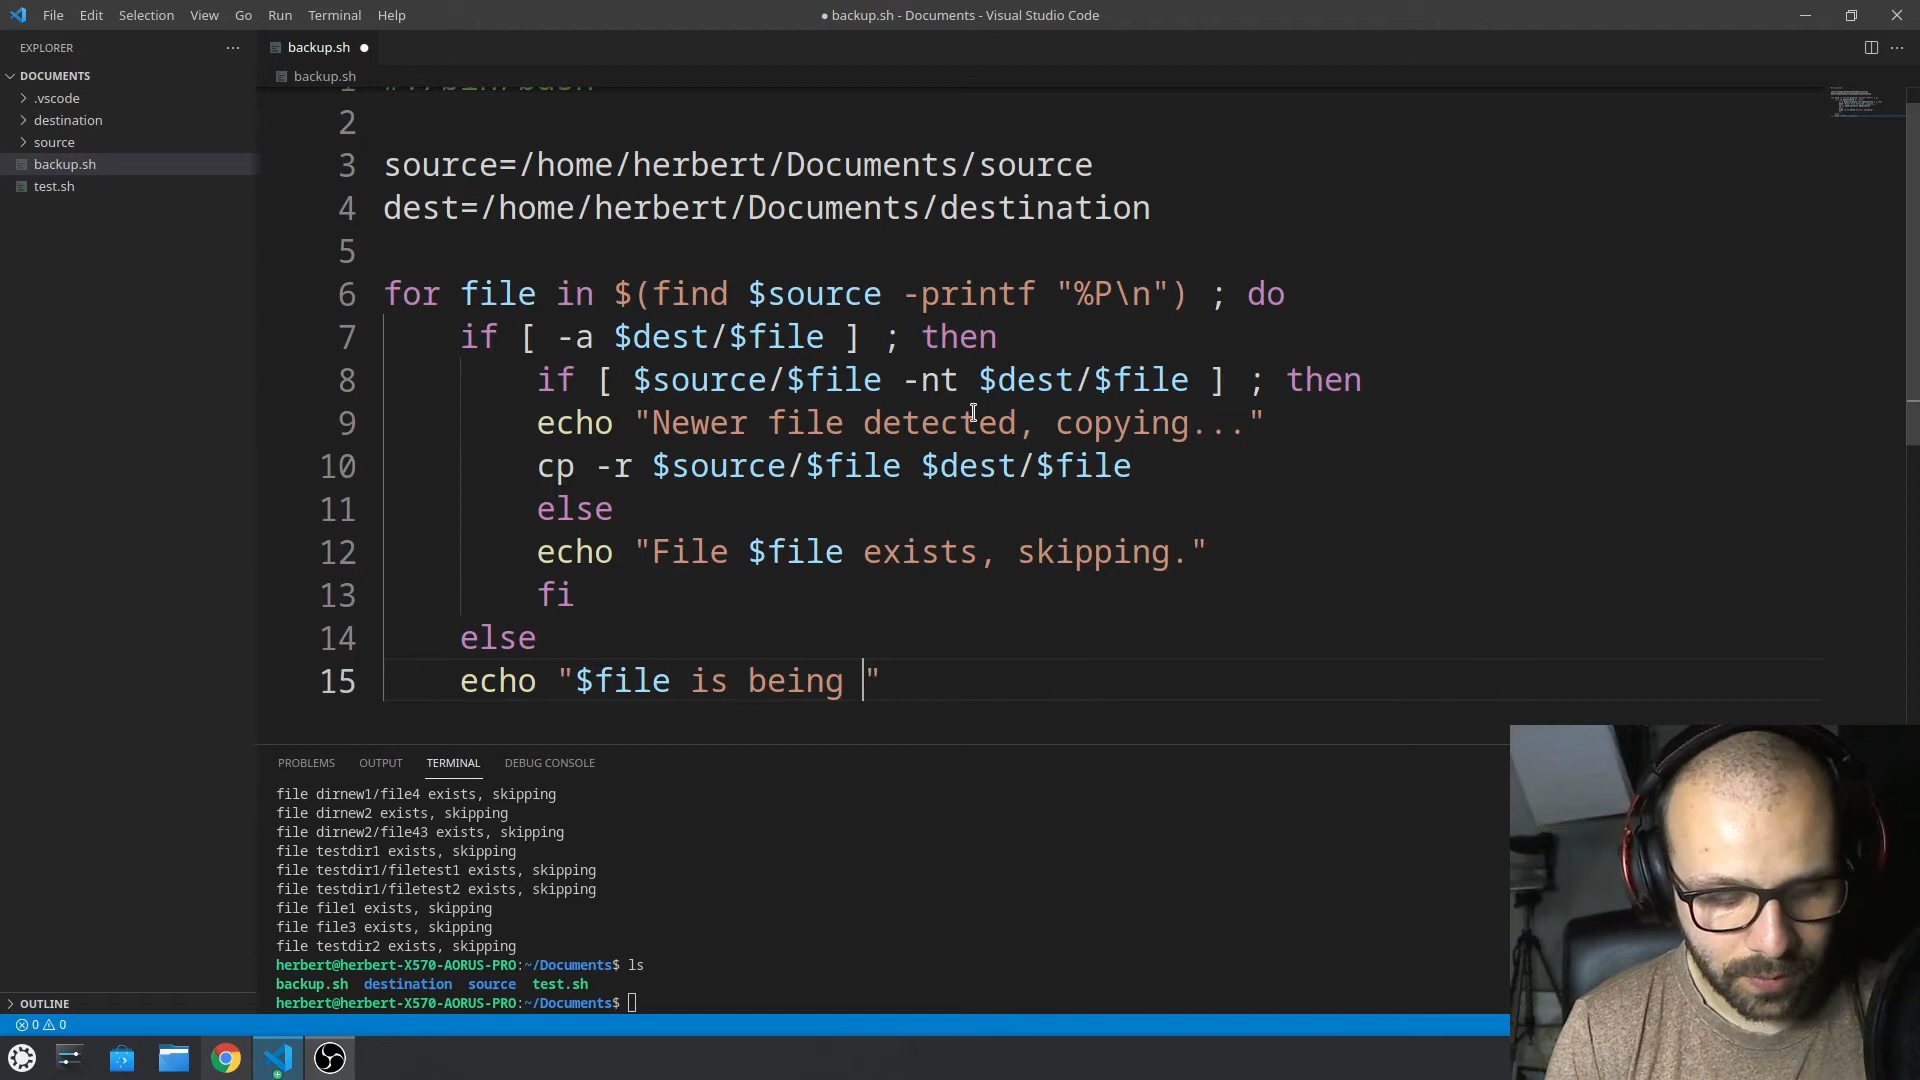 File Edit Selection View Go Run Terminal Help
● backup.sh - Documents - Visual Studio Code
EXPLORER
DOCUMENTS
.vscode
destination
source
backup.sh
test.sh
OUTLINE
backup.sh
backup.sh
1 #!/bin/bash
2
3 source=/home/herbert/Documents/source
4 dest=/home/herbert/Documents/destination
5
6 for file in $(find $source -printf "%P\n") ; do
7 if [ -a $dest/$file ] ; then
8 if [ $source/$file -nt $dest/$file ] ; then
9 echo "Newer file detected, copying..."
10 cp -r $source/$file $dest/$file
11 else
12 echo "File $file exists, skipping."
13 fi
14 else
15 echo "$file is being "
PROBLEMS OUTPUT TERMINAL DEBUG CONSOLE
file dirnew1/file4 exists, skipping
file dirnew2 exists, skipping
file dirnew2/file43 exists, skipping
file testdir1 exists, skipping
file testdir1/filetest1 exists, skipping
file testdir1/filetest2 exists, skipping
file file1 exists, skipping
file file3 exists, skipping
file testdir2 exists, skipping
herbert@herbert-X570-AORUS-PRO:~/Documents$ ls
backup.sh destination source test.sh
herbert@herbert-X570-AORUS-PRO:~/Documents$
0 0